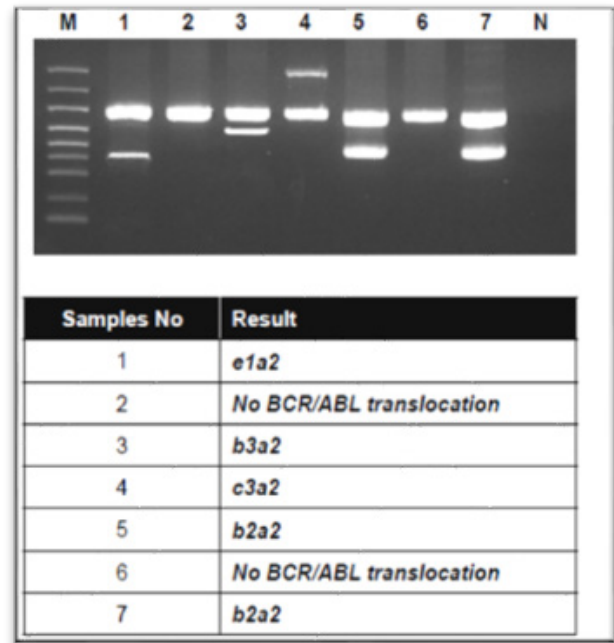 M 1 2 3 4 5 6 7 N
Samples No Result
1 e1a2
2 No BCR/ABL translocation
3 b3a2
4 c3a2
5 b2a2
6 No BCR/ABL translocation
7 b2a2